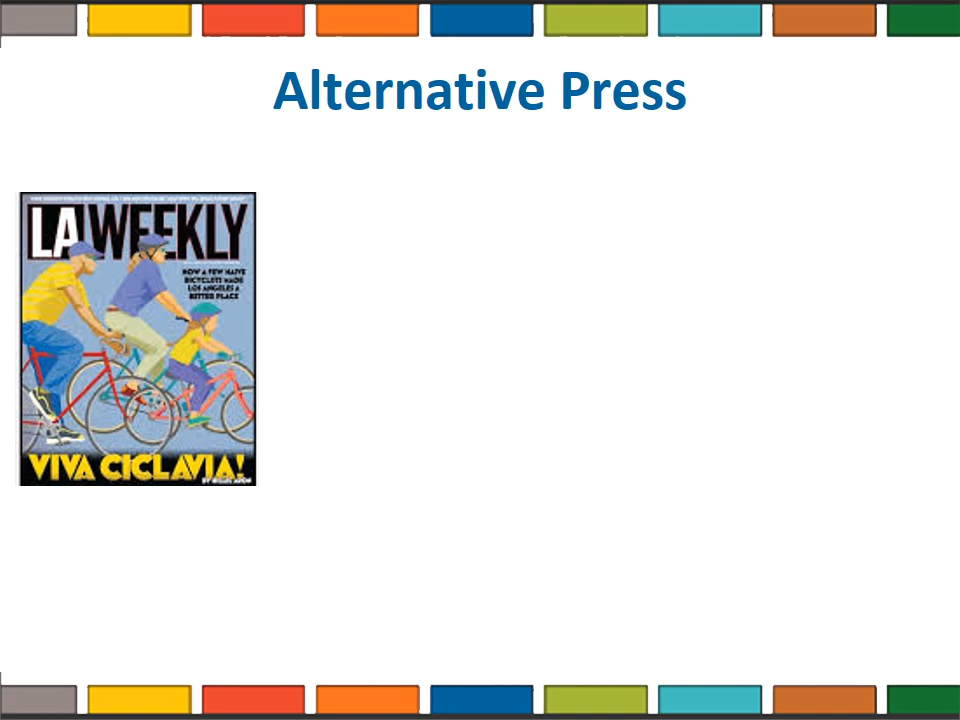 Alternative Press
LA WEEKLY
HOW A FEW NAIVE
BICYCLISTS MADE
LOS ANGELES A
BETTER PLACE
VIVA CICLAVIA!